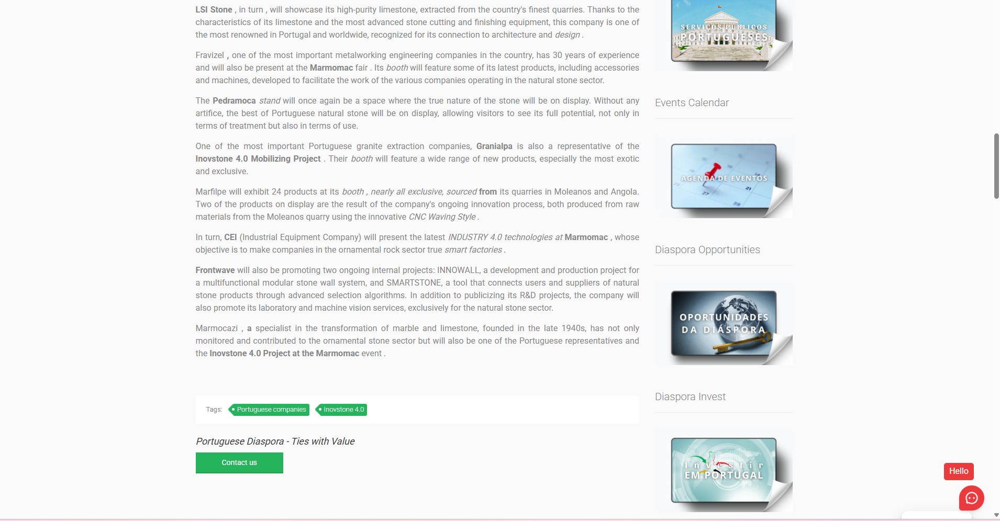 LSI Stone , in turn , will showcase its high-purity limestone, extracted from the country's finest quarries. Thanks to the
characteristics of its limestone and the most advanced stone cutting and finishing equipment, this company is one of
the most renowned in Portugal and worldwide, recognized for its connection to architecture and design .
Fravizel , one of the most important metalworking engineering companies in the country, has 30 years of experience
and will also be present at the Marmomac fair . Its booth will feature some of its latest products, including accessories
and machines, developed to facilitate the work of the various companies operating in the natural stone sector.
The Pedramoca stand will once again be a space where the true nature of the stone will be on display. Without any
artifice, the best of Portuguese natural stone will be on display, allowing visitors to see its full potential, not only in
terms of treatment but also in terms of use.
One of the most important Portuguese granite extraction companies, Granialpa is also a representative of the
Inovstone 4.0 Mobilizing Project . Their booth will feature a wide range of new products, especially the most exotic
and exclusive.
Marfilpe will exhibit 24 products at its booth , nearly all exclusive, sourced from its quarries in Moleanos and Angola.
Two of the products on display are the result of the company's ongoing innovation process, both produced from raw
materials from the Moleanos quarry using the innovative CNC Waving Style .
In turn, CEI (Industrial Equipment Company) will present the latest INDUSTRY 4.0 technologies at Marmomac , whose
objective is to make companies in the ornamental rock sector true smart factories .
Frontwave will also be promoting two ongoing internal projects: INNOWALL, a development and production project for
a multifunctional modular stone wall system, and SMARTSTONE, a tool that connects users and suppliers of natural
stone products through advanced selection algorithms. In addition to publicizing its R&D projects, the company will
also promote its laboratory and machine vision services, exclusively for the natural stone sector.
Marmocazi , a specialist in the transformation of marble and limestone, founded in the late 1940s, has not only
monitored and contributed to the ornamental stone sector but will also be one of the Portuguese representatives and
the Inovstone 4.0 Project at the Marmomac event .
Tags: Portuguese companies Inovstone 4.0
Portuguese Diaspora - Ties with Value
Contact us
SERVIÇOS PÚBLICOS
PORTUGUESES
Events Calendar
AGENDA DE EVENTOS
21
27
28
Diaspora Opportunities
OPORTUNIDADES
DA DIÁSPORA
Diaspora Invest
Investir
EM PORTUGAL
Hello